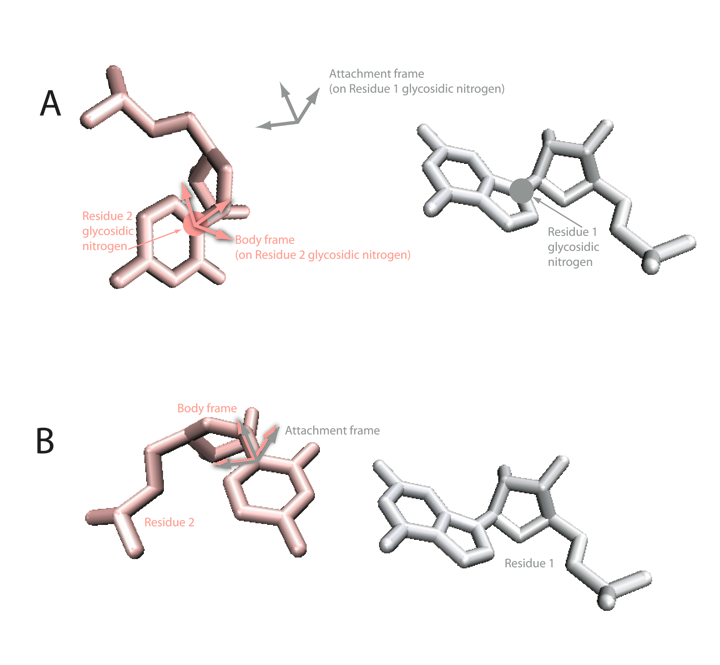 A
Attachment frame
(on Residue 1 glycosidic nitrogen)
Residue 2
glycosidic
nitrogen
Body frame
(on Residue 2 glycosidic nitrogen)
Residue 1
glycosidic
nitrogen
B
Body frame
Attachment frame
Residue 2
Residue 1